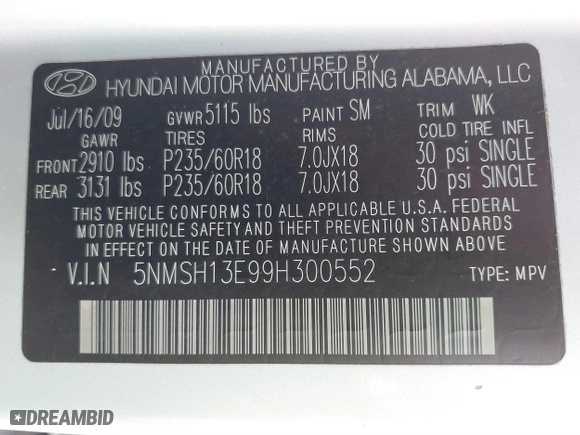 MANUFACTURED BY
HYUNDAI MOTOR MANUFACTURING ALABAMA, LLC
Jul/16/09 GVWR 5115 lbs PAINT SM TRIM WK
GAWR TIRES RIMS COLD TIRE INFL
FRONT 2910 lbs P235/60R18 7.0JX18 30 psi SINGLE
REAR 3131 lbs P235/60R18 7.0JX18 30 psi SINGLE
THIS VEHICLE CONFORMS TO ALL APPLICABLE U.S.A. FEDERAL
MOTOR VEHICLE SAFETY AND THEFT PREVENTION STANDARDS
IN EFFECT ON THE DATE OF MANUFACTURE SHOWN ABOVE
V.I.N 5NMSH13E99H300552 TYPE: MPV
DREAMBID